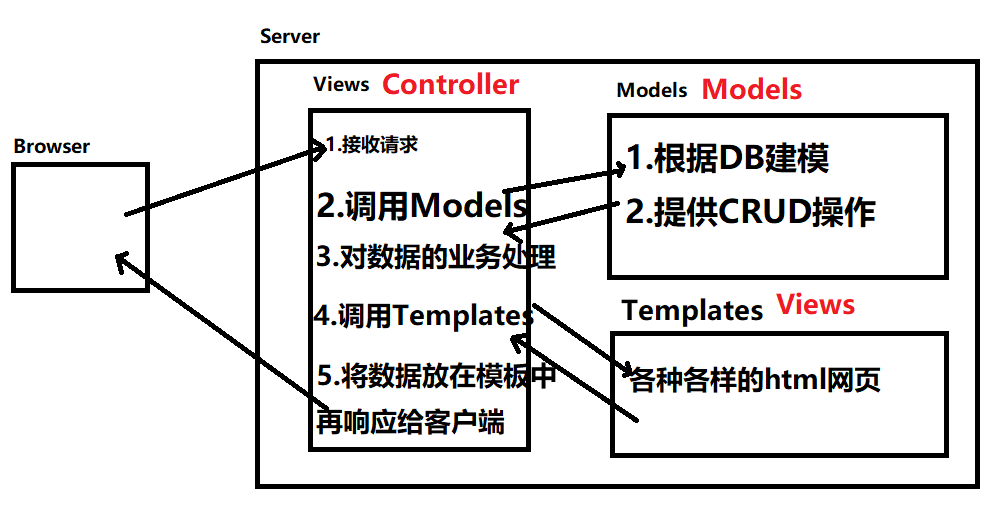 Server
Views Controller
Models Models
Browser
1.接收请求
2.调用Models
3.对数据的业务处理
4.调用Templates
5.将数据放在模板中
再响应给客户端
1.根据DB建模
2.提供CRUD操作
Templates Views
各种各样的html网页